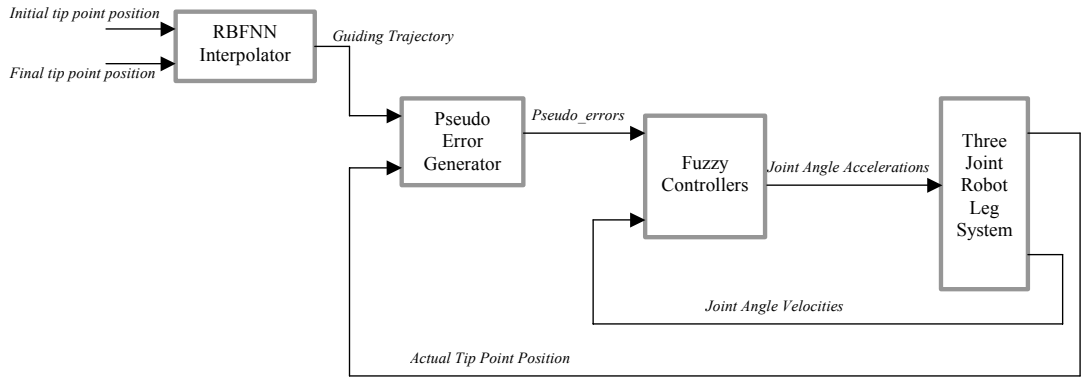 Initial tip point position
RBFNN
Interpolator
Guiding Trajectory
Final tip point position
Pseudo
Error
Generator
Pseudo_errors
Fuzzy
Controllers
Joint Angle Accelerations
Three
Joint
Robot
Leg
System
Joint Angle Velocities
Actual Tip Point Position